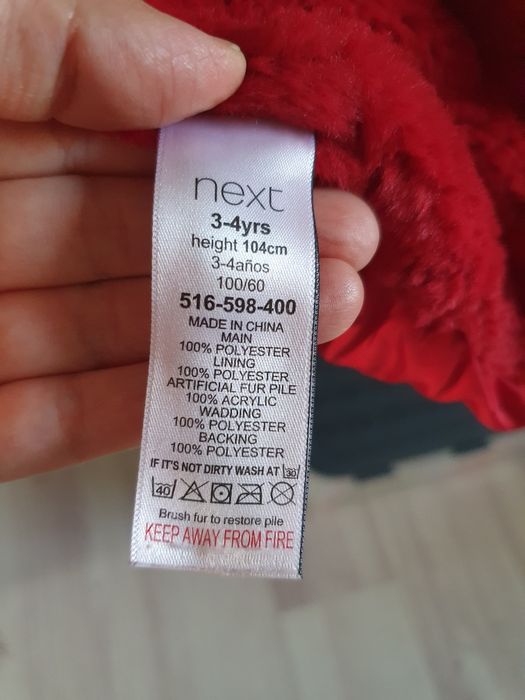 next
3-4yrs
height 104cm
3-4años
100/60
516-598-400
MADE IN CHINA
MAIN
100% POLYESTER
LINING
100% POLYESTER
ARTIFICIAL FUR PILE
100% ACRYLIC
WADDING
100% POLYESTER
BACKING
100% POLYESTER
IF IT'S NOT DIRTY WASH AT 30
40
Brush fur to restore pile
KEEP AWAY FROM FIRE